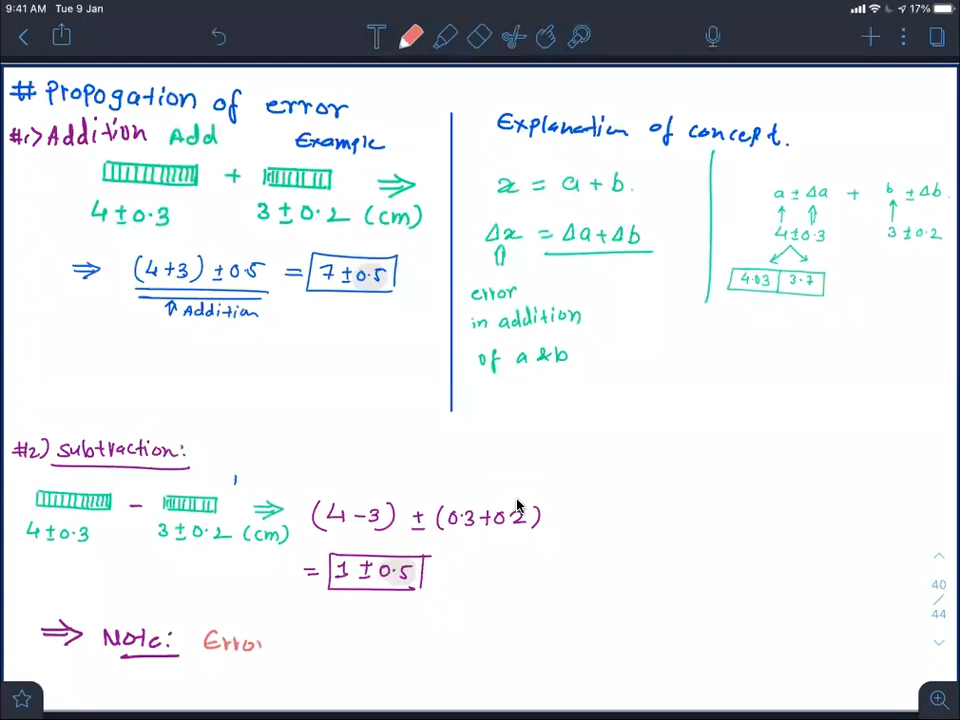 9:41 AM Tue 9 Jan
17%
# Propogation of error
#1) Addition Add
Example
+ ⇒
4 ± 0.3 3 ± 0.2 (cm)
⇒ (4+3) ± 0.5 = 7 ± 0.5
↑ Addition
Explanation of concept.
x = a + b.
Δx = Δa + Δb
error
in addition
of a & b
a ± Δa + b ± Δb.
4 ± 0.3 3 ± 0.2
4.03 3.7
#2) subtraction:
- ⇒ (4-3) ± (0.3+0.2)
4 ± 0.3 3 ± 0.2 (cm)
= 1 ± 0.5
⇒ Note: Error
40
/
44